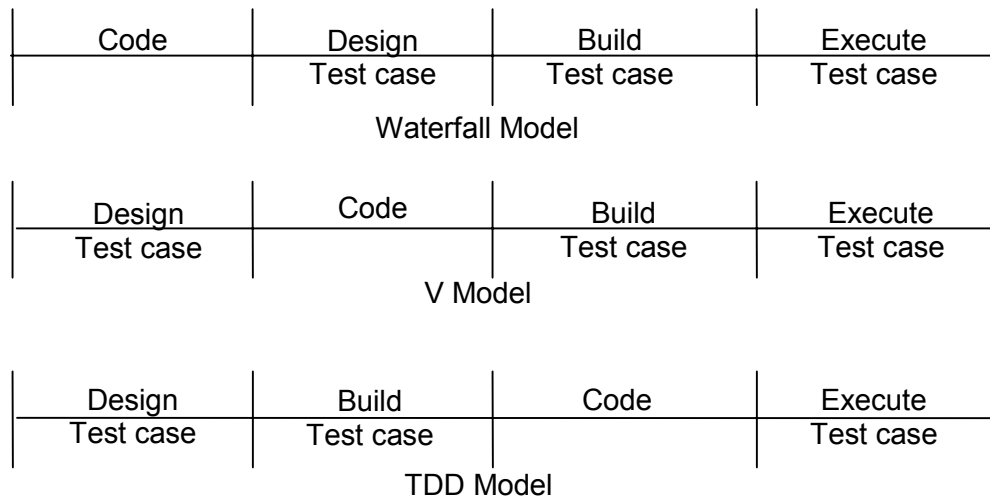 Code Design Build Execute
Test case Test case Test case
Waterfall Model
Design Code Build Execute
Test case Test case Test case
V Model
Design Build Code Execute
Test case Test case Test case
TDD Model